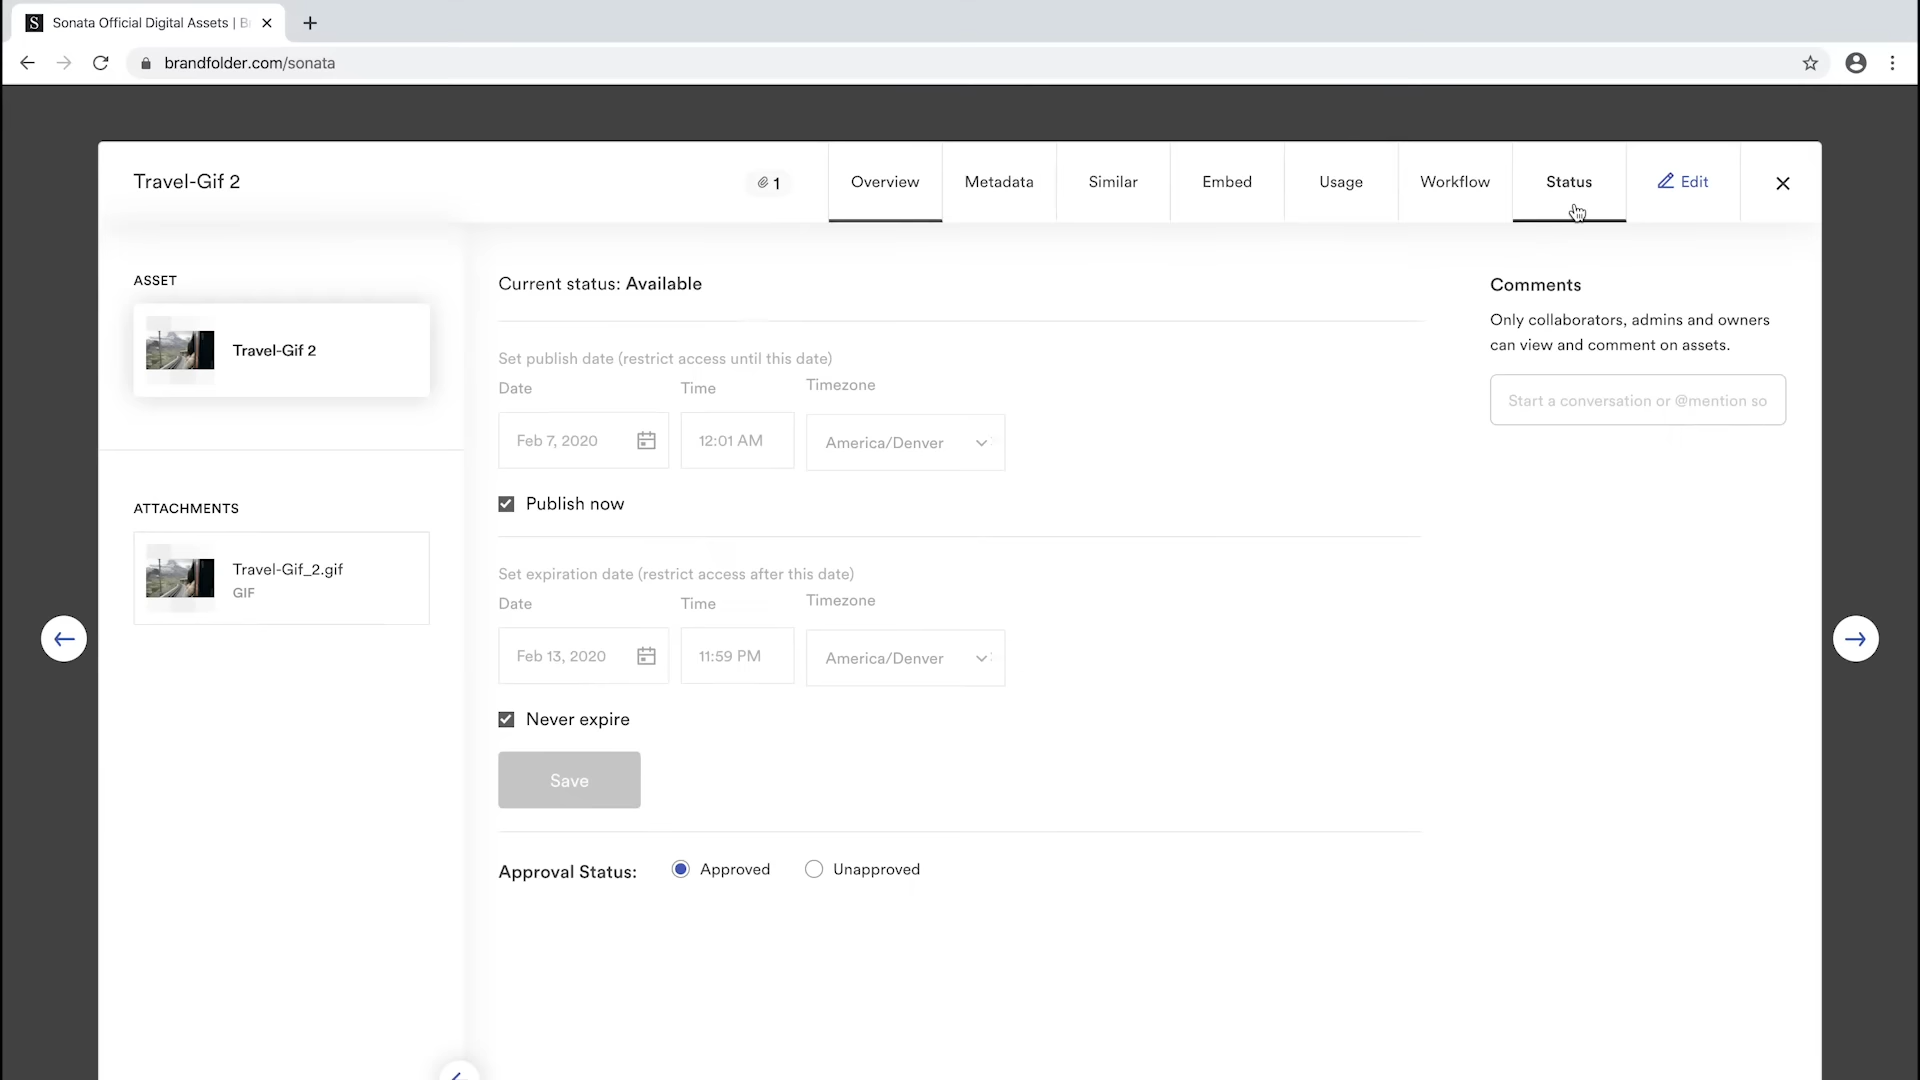 S Sonata Official Digital Assets | B
brandfolder.com/sonata
Travel-Gif 2
1
Overview
Metadata
Similar
Embed
Usage
Workflow
Status
Edit
ASSET
Travel-Gif 2
ATTACHMENTS
Travel-Gif_2.gif
GIF
Current status: Available
Set publish date (restrict access until this date)
Date Time Timezone
Feb 7, 2020 12:01 AM America/Denver
Publish now
Set expiration date (restrict access after this date)
Date Time Timezone
Feb 13, 2020 11:59 PM America/Denver
Never expire
Save
Approval Status: Approved Unapproved
Comments
Only collaborators, admins and owners
can view and comment on assets.
Start a conversation or @mention so